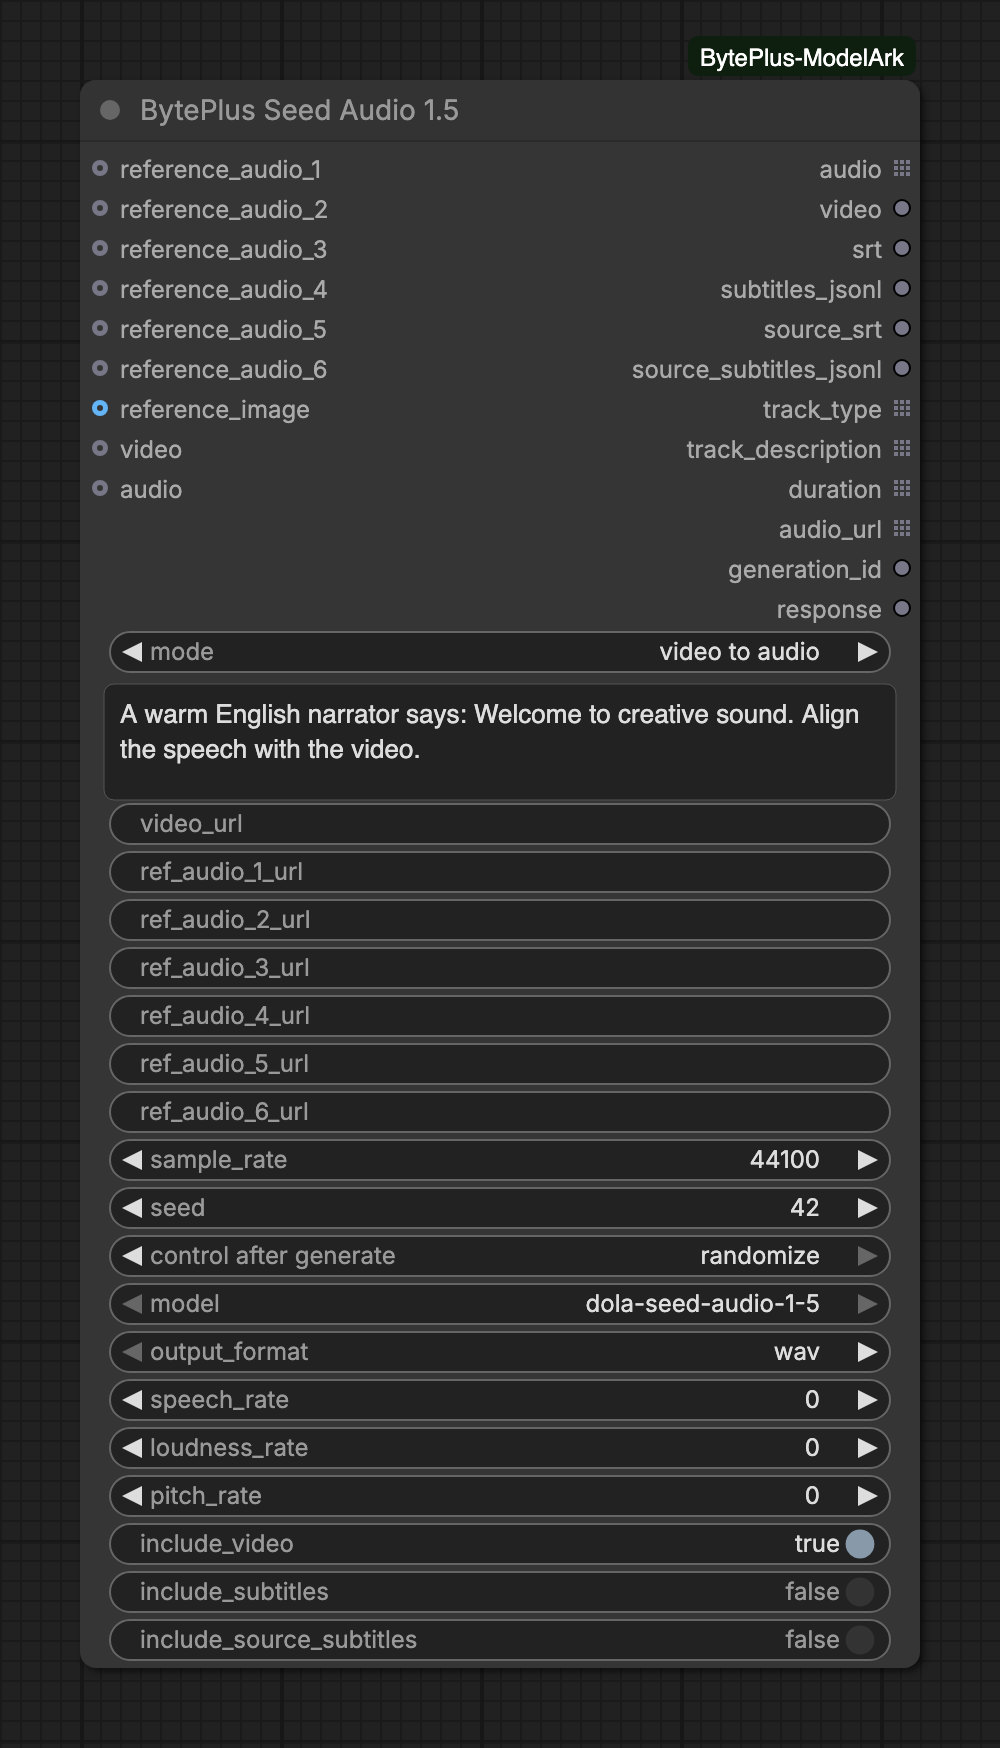 BytePlus-ModelArk
BytePlus Seed Audio 1.5
reference_audio_1 audio
reference_audio_2 video
reference_audio_3 srt
reference_audio_4 subtitles_jsonl
reference_audio_5 source_srt
reference_audio_6 source_subtitles_jsonl
reference_image track_type
video track_description
audio duration
audio_url
generation_id
response
mode video to audio
A warm English narrator says: Welcome to creative sound. Align
the speech with the video.
video_url
ref_audio_1_url
ref_audio_2_url
ref_audio_3_url
ref_audio_4_url
ref_audio_5_url
ref_audio_6_url
sample_rate 44100
seed 42
control after generate randomize
model dola-seed-audio-1-5
output_format wav
speech_rate 0
loudness_rate 0
pitch_rate 0
include_video true
include_subtitles false
include_source_subtitles false